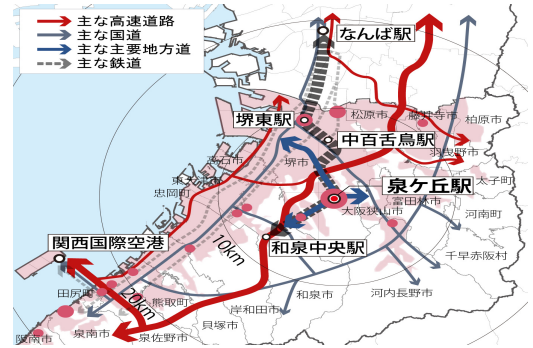 主な高速道路
主な国道
主な主要地方道
主な鉄道
なんば駅
松原市
藤井寺市
柏原市
堺東駅
中百舌鳥駅
羽曳野市
高石市
堺市
泉ケ丘駅
太子町
忠岡町
富田林市
大阪狭山市
河南町
関西国際空港
和泉中央駅
10km
千早赤阪村
田尻町
20km
熊取町
和泉市
河内長野市
岸和田市
貝塚市
泉南市
泉佐野市
阪南市